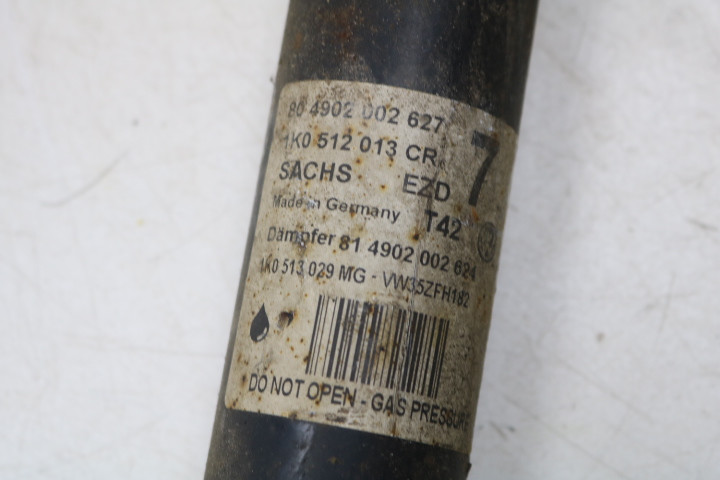 80 4902 002 627
1K0 512 013 CR 7
SACHS EZD
Made in Germany T42
Dämpfer 81 4902 002 624
1K0 513 029 MG - VW35ZFH182
DO NOT OPEN - GAS PRESSURE